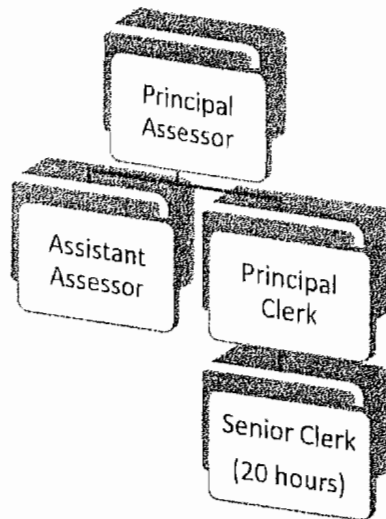 Principal
Assessor
Assistant
Assessor
Principal
Clerk
Senior Clerk
(20 hours)